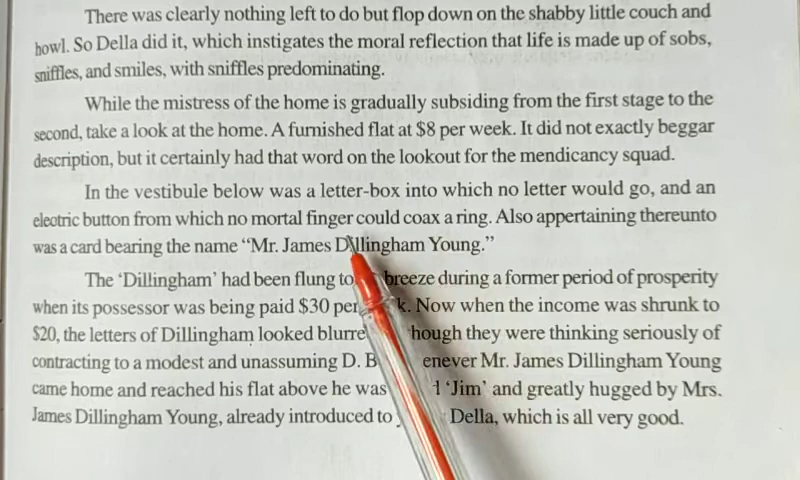 There was clearly nothing left to do but flop down on the shabby little couch and
howl. So Della did it, which instigates the moral reflection that life is made up of sobs,
sniffles, and smiles, with sniffles predominating.
While the mistress of the home is gradually subsiding from the first stage to the
second, take a look at the home. A furnished flat at $8 per week. It did not exactly beggar
description, but it certainly had that word on the lookout for the mendicancy squad.
In the vestibule below was a letter-box into which no letter would go, and an
electric button from which no mortal finger could coax a ring. Also appertaining thereunto
was a card bearing the name “Mr. James Dillingham Young.”
The ‘Dillingham’ had been flung to breeze during a former period of prosperity
when its possessor was being paid $30 per Now when the income was shrunk to
$20, the letters of Dillingham looked though they were thinking seriously of
contracting to a modest and unassuming D. B Mr. James Dillingham Young
came home and reached his flat above he was ‘Jim’ and greatly hugged by Mrs.
James Dillingham Young, already introduced to Della, which is all very good.